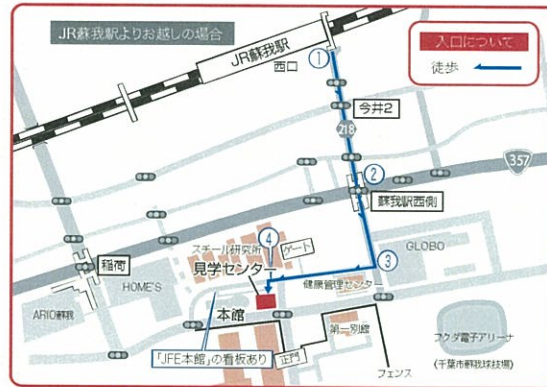 JR蘇我駅よりお越しの場合
入口について
徒歩
JR蘇我駅
西口
①
今井2
218
357
②
蘇我駅西側
④
スチール研究所
ゲート
③
GLOBO
稲荷
見学センター
HOME'S
健康管理センター
ARIO蘇我
本館
第一別館
フクダ電子アリーナ
「JFE本館」の看板あり
正門
(千葉市蘇我球技場)
フェンス